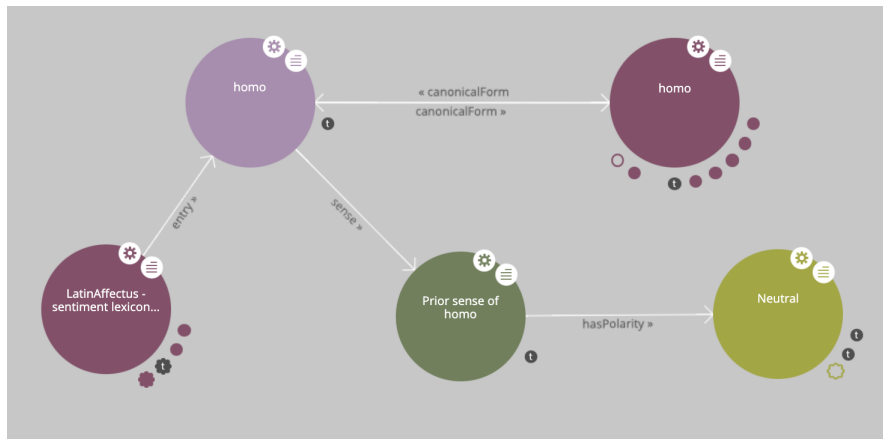 homo
« canonicalForm
canonicalForm »
homo
t
t
entry »
sense »
LatinAffectus -
sentiment lexicon...
t
Prior sense of
homo
t
hasPolarity »
Neutral
t
t